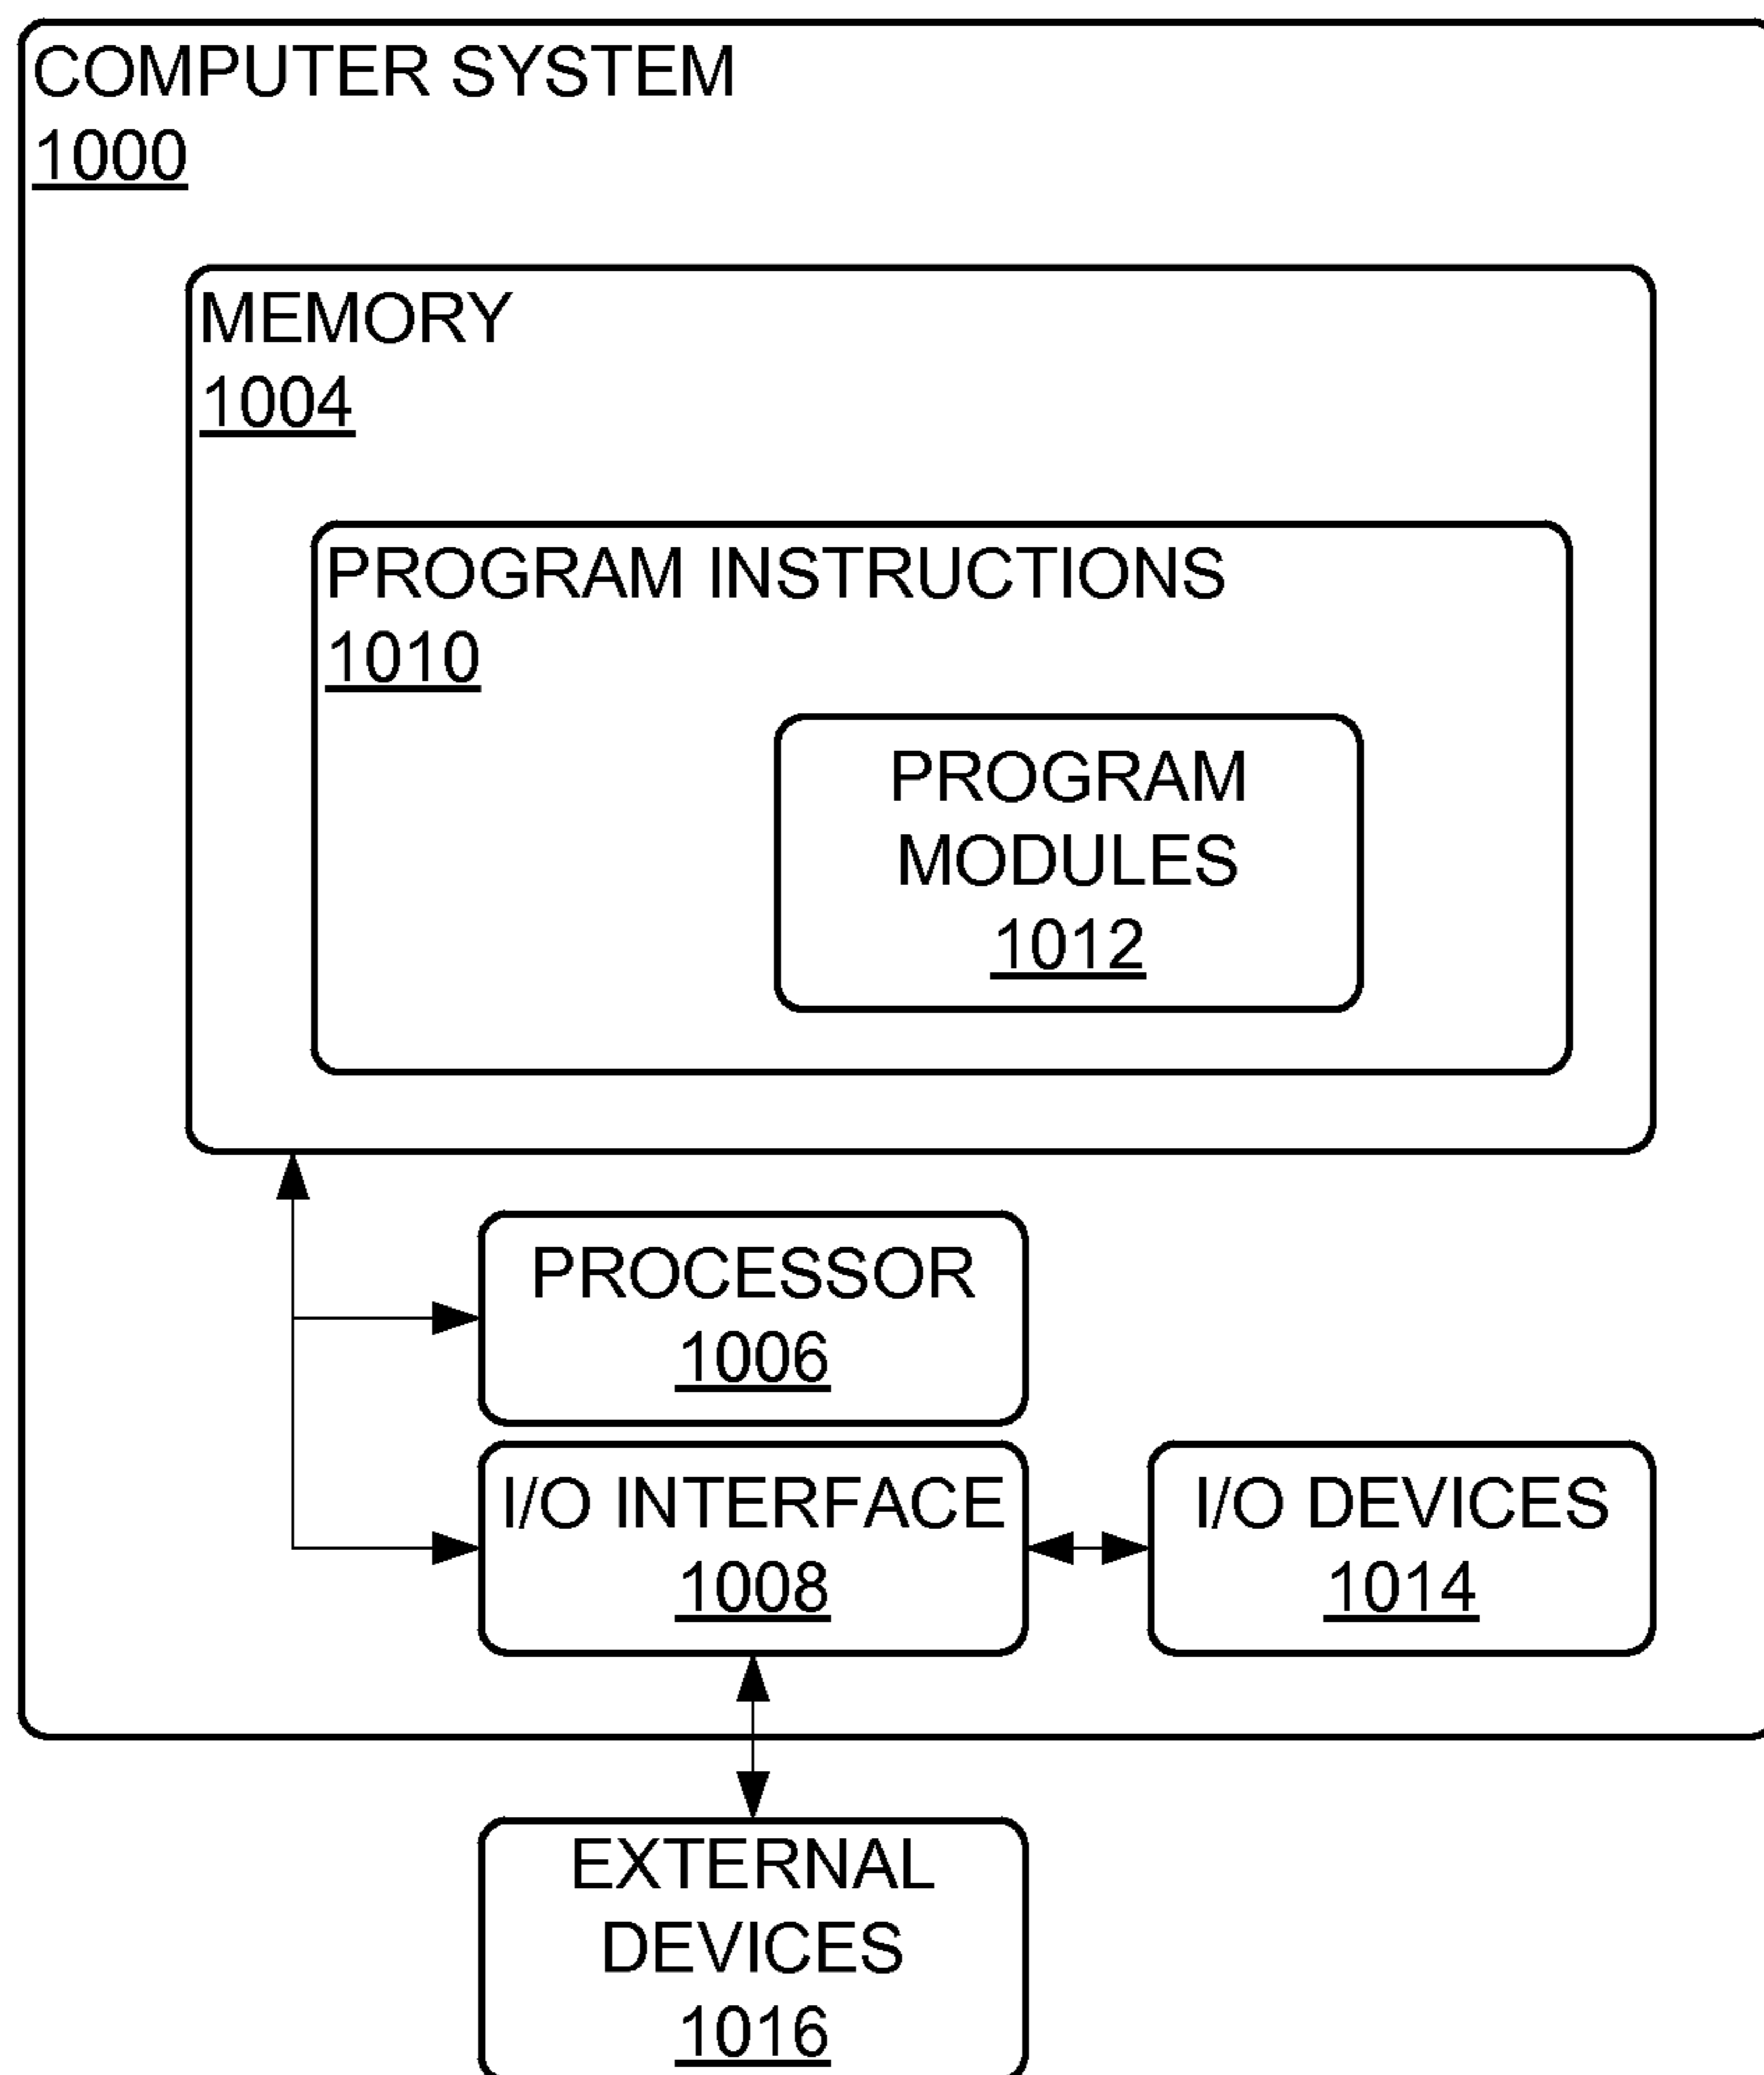 COMPUTER SYSTEM
1000
MEMORY
1004
PROGRAM INSTRUCTIONS
1010
PROGRAM
MODULES
1012
PROCESSOR
1006
I/O INTERFACE
1008
I/O DEVICES
1014
EXTERNAL
DEVICES
1016